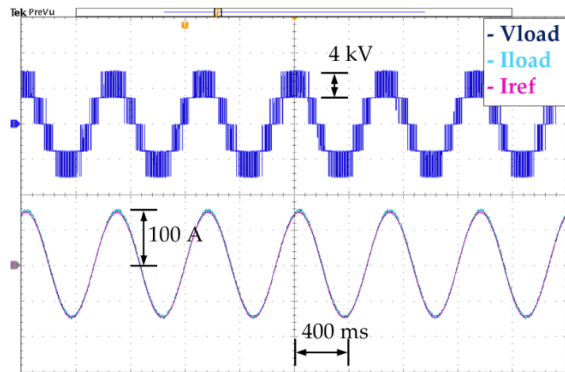 Tek PreVu
- Vload
- Iload
- Iref
4 kV
100 A
400 ms